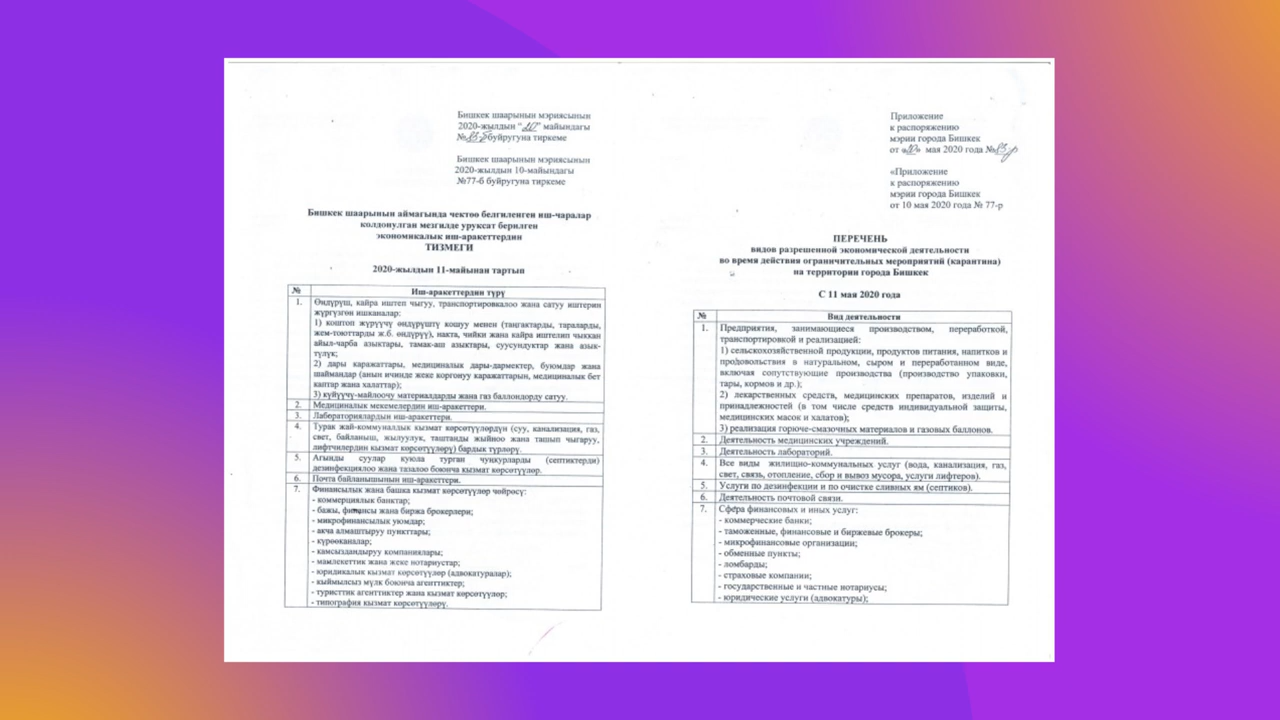 Бишкек шаарынын мэриясынын
2020-жылдын "20" майындагы
№83-б буйругуна тиркеме
Бишкек шаарынын мэриясынын
2020-жылдын 10-майындагы
№77-б буйругуна тиркеме
Бишкек шаарынын аймагында чектөө белгиленген иш-чаралар
колдонулган мезгилде уруксат берилген
экономикалык иш-аракеттердин
ТИЗМЕГИ
2020-жылдын 11-майынан тартып
№ Иш-аракеттердин түрү
1. Өндүрүш, кайра иштеп чыгуу, транспортировкалоо жана сатуу иштерин
жүргүзгөн ишканалар:
1) коштоп жүрүүчү өндүрүштү кошуу менен (таңгактарды, тараларды,
жем-тоюттарды ж.б. өндүрүү), накта, чийки жана кайра иштелип чыккан
айыл-чарба азыктары, тамак-аш азыктары, суусундуктар жана азык-
түлүк;
2) дары каражаттары, медициналык дары-дармектер, буюмдар жана
шаймандар (анын ичинде жеке коргонуу каражаттарын, медициналык бет
каптар жана халаттар);
3) күйүүчү-майлоочу материалдарды жана газ баллондорду сатуу.
2. Медициналык мекемелердин иш-аракеттери.
3. Лабораториялардын иш-аракеттери.
4. Турак жай-коммуналдык кызмат көрсөтүүлөрдүн (суу, канализация, газ,
свет, байланыш, жылуулук, таштанды жыйноо жана ташып чыгаруу,
лифтчилердин кызмат көрсөтүүлөрү) бардык түрлөрү.
5. Агынды суулар куюла турган чуңкурларды (септиктерди)
дезинфекциялоо жана тазалоо боюнча кызмат көрсөтүүлөр.
6. Почта байланышынын иш-аракеттери.
7. Финансылык жана башка кызмат көрсөтүүлөр чөйрөсү:
- коммерциялык банктар;
- бажы, финансы жана биржа брокерлери;
- микрофинансылык уюмдар;
- акча алмаштыруу пункттары;
- күрөөканалар;
- камсыздандыруу компаниялары;
- мамлекеттик жана жеке нотариустар;
- юридикалык кызмат көрсөтүүлөр (адвокатуралар);
- кыймылсыз мүлк боюнча агенттиктер;
- туристтик агенттиктер жана кызмат көрсөтүүлөр;
- типография кызмат көрсөтүүлөрү.
Приложение
к распоряжению
мэрии города Бишкек
от «20» мая 2020 года №83-р
«Приложение
к распоряжению
мэрии города Бишкек
от 10 мая 2020 года № 77-р
ПЕРЕЧЕНЬ
видов разрешенной экономической деятельности
во время действия ограничительных мероприятий (карантина)
на территории города Бишкек
С 11 мая 2020 года
№ Вид деятельности
1. Предприятия, занимающиеся производством, переработкой,
транспортировкой и реализацией:
1) сельскохозяйственной продукции, продуктов питания, напитков и
продовольствия в натуральном, сыром и переработанном виде,
включая сопутствующие производства (производство упаковки,
тары, кормов и др.);
2) лекарственных средств, медицинских препаратов, изделий и
принадлежностей (в том числе средств индивидуальной защиты,
медицинских масок и халатов);
3) реализация горюче-смазочных материалов и газовых баллонов.
2. Деятельность медицинских учреждений.
3. Деятельность лабораторий.
4. Все виды жилищно-коммунальных услуг (вода, канализация, газ,
свет, связь, отопление, сбор и вывоз мусора, услуги лифтеров).
5. Услуги по дезинфекции и по очистке сливных ям (септиков).
6. Деятельность почтовой связи.
7. Сфера финансовых и иных услуг:
- коммерческие банки;
- таможенные, финансовые и биржевые брокеры;
- микрофинансовые организации;
- обменные пункты;
- ломбарды;
- страховые компании;
- государственные и частные нотариусы;
- юридические услуги (адвокатуры);